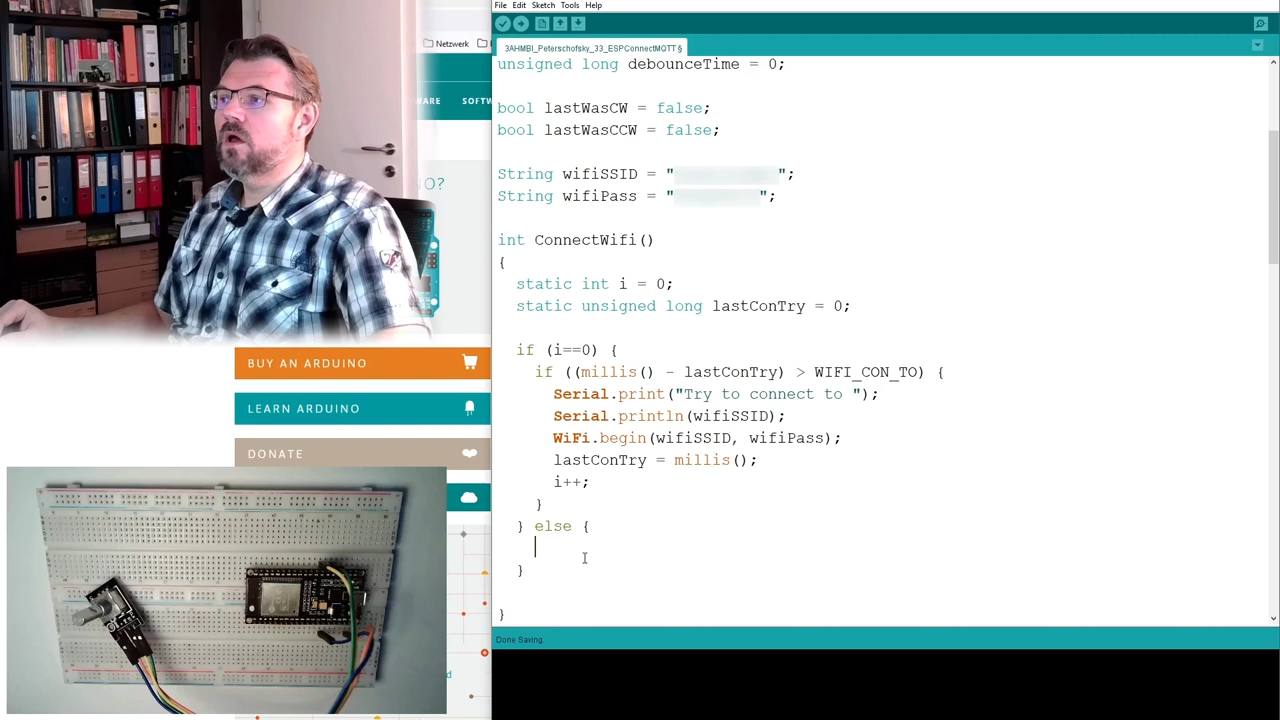 File Edit Sketch Tools Help
Netzwerk
3AHMBI_Peterschofsky_33_ESPConnectMQTT §
unsigned long debounceTime = 0;
bool lastWasCW = false;
bool lastWasCCW = false;
String wifiSSID = " ";
String wifiPass = " ";
int ConnectWifi()
{
static int i = 0;
static unsigned long lastConTry = 0;
if (i==0) {
if ((millis() - lastConTry) > WIFI_CON_TO) {
Serial.print("Try to connect to ");
Serial.println(wifiSSID);
WiFi.begin(wifiSSID, wifiPass);
lastConTry = millis();
i++;
}
} else {
}
}
Done Saving.
WARE SOFTW
NO?
BUY AN ARDUINO
LEARN ARDUINO
DONATE